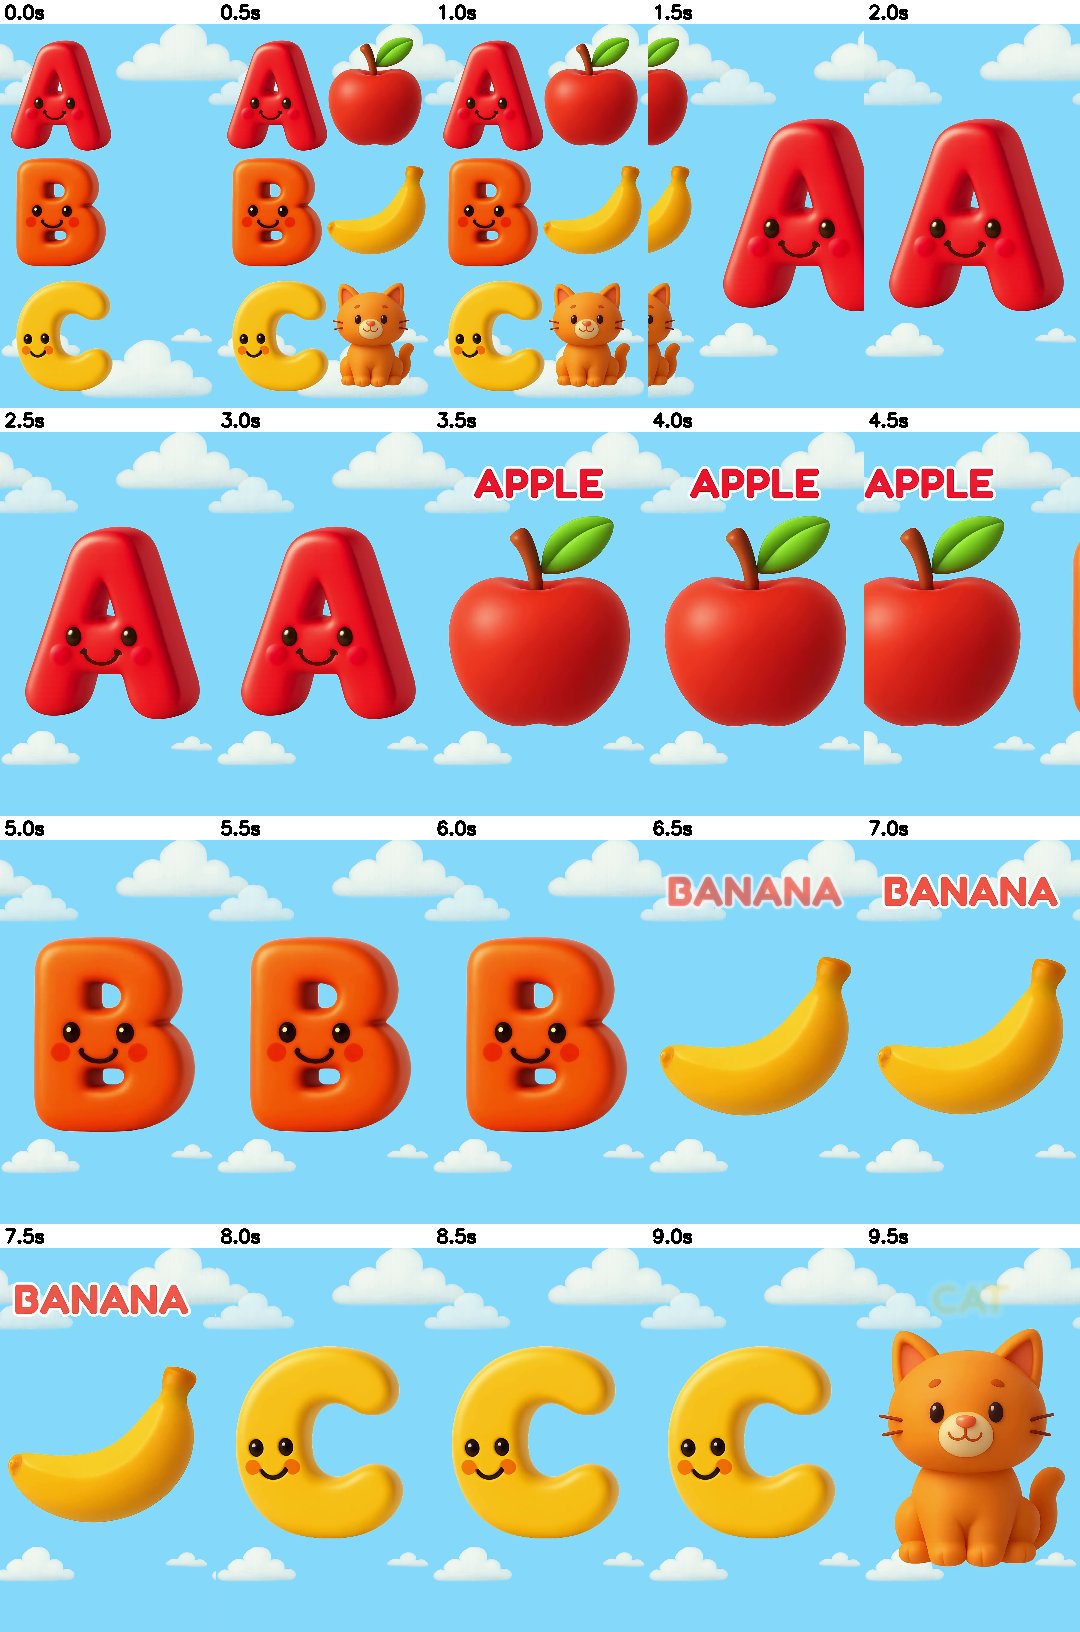 0.0s 0.5s 1.0s 1.5s 2.0s
A A A
B B B
C C C
A A
2.5s 3.0s 3.5s 4.0s 4.5s
APPLE APPLE APPLE
A A
5.0s 5.5s 6.0s 6.5s 7.0s
BANANA BANANA
B B B
7.5s 8.0s 8.5s 9.0s 9.5s
BANANA CAT
C C C